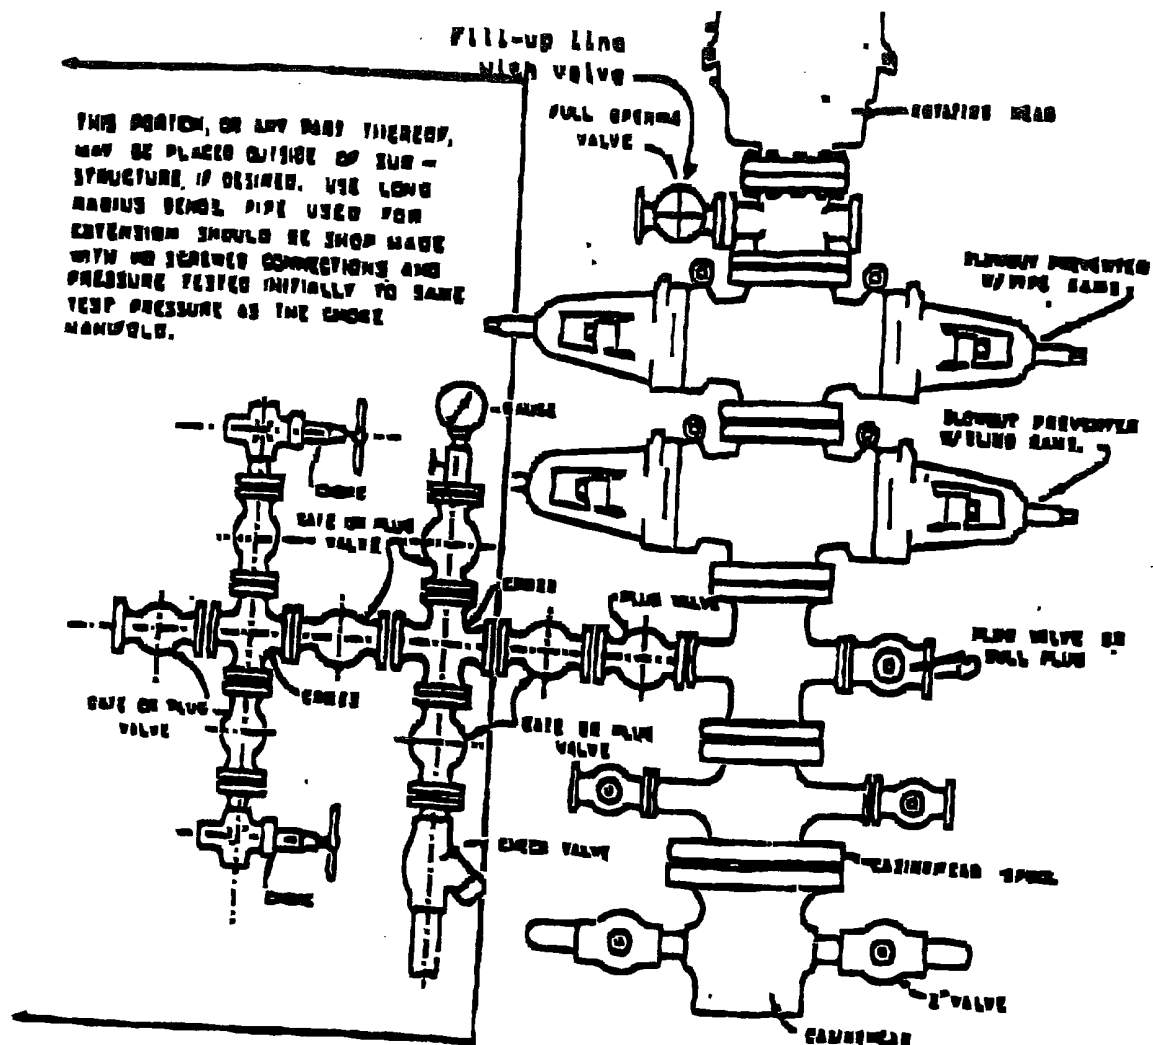 Fill-up line
with valve
FULL OPENING
VALVE
ROTATING HEAD
THIS PORTION, OR ANY PART THEREOF,
MAY BE PLACED OUTSIDE OF SUB-
STRUCTURE, IF DESIRED. USE LONG
RADIUS BENDS. PIPE USED FOR
EXTENSION SHOULD BE SHOP MADE
WITH NO SCREWED CONNECTIONS AND
PRESSURE TESTED INITIALLY TO SAME
TEST PRESSURE AS THE CHOKE
MANIFOLD.
BLOWOUT PREVENTER
W/PIPE RAMS.
GAUGE
BLOWOUT PREVENTER
W/BLIND RAMS.
CHOKE
GATE OR PLUG
VALVE
CROSS
PLUG VALVE
PLUG VALVE OR
BULL PLUG
GATE OR PLUG
VALVE
CROSS
GATE OR PLUG
VALVE
CHECK VALVE
CASINGHEAD SPOOL
CHOKE
2" VALVE
CASINGHEAD